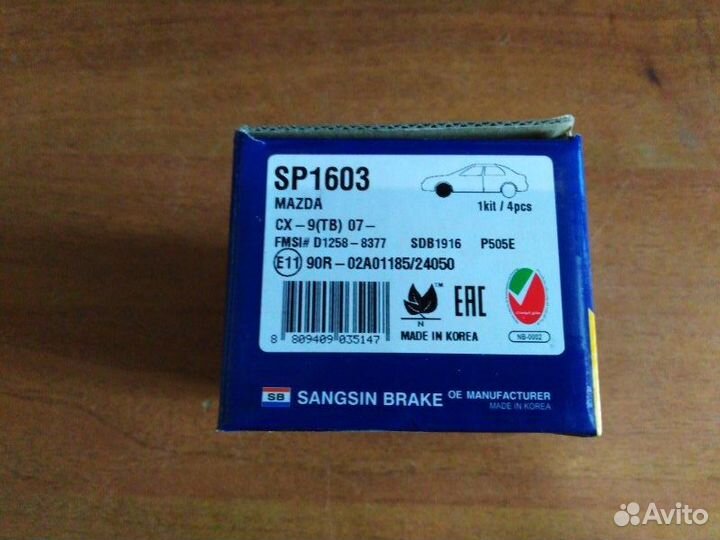 SP1603
MAZDA
1kit / 4pcs
CX-9(TB) 07-
FMSI# D1258-8377 SDB1916 P505E
E11 90R-02A01185/24050
™
EAC
N
MADE IN KOREA
NB-0002
8 809409 035147
SB SANGSIN BRAKE OE MANUFACTURER
MADE IN KOREA
Avito